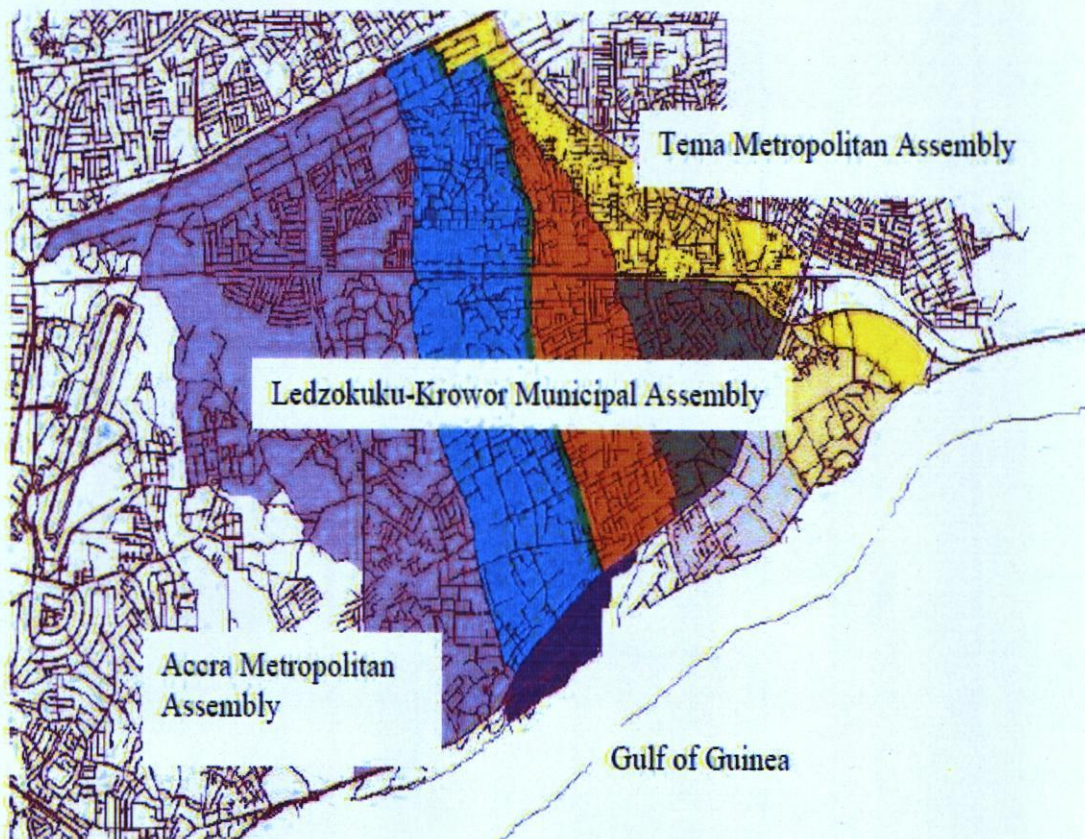 Tema Metropolitan Assembly
Ledzokuku-Krowor Municipal Assembly
Accra Metropolitan
Assembly
Gulf of Guinea